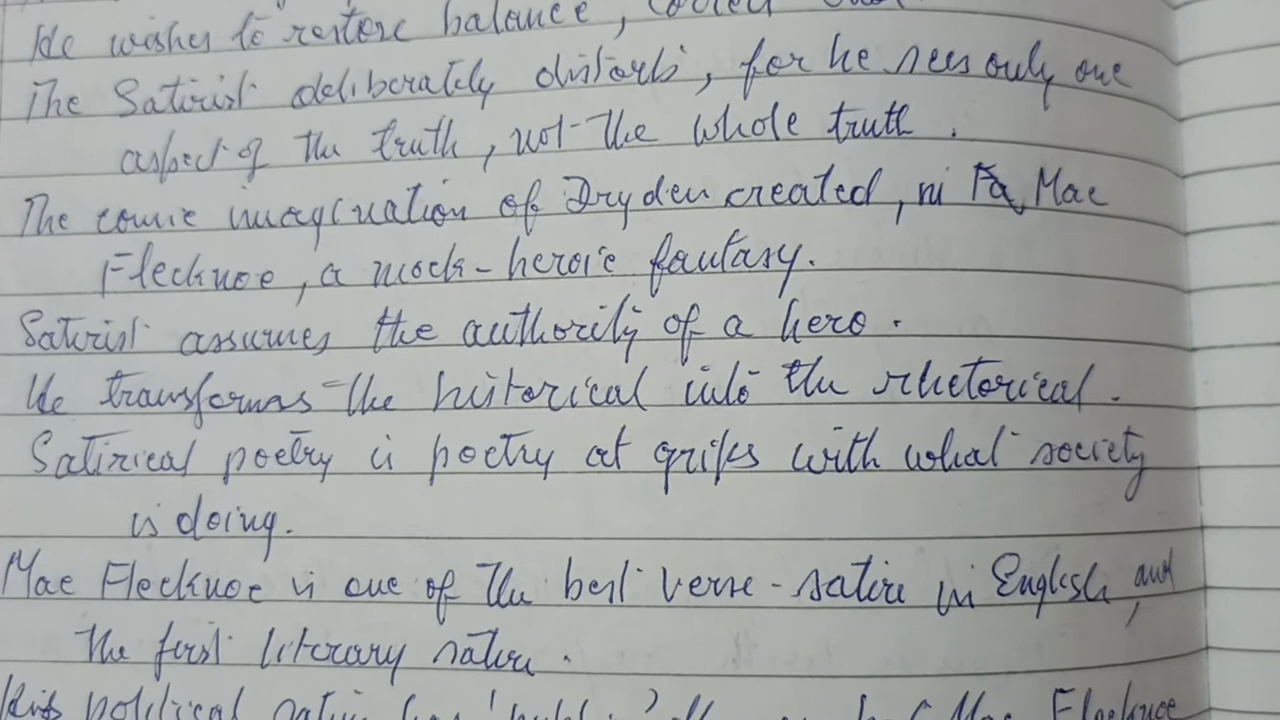 He wishes to restore balance,
The Satirist deliberately distorts, for he sees only one
aspect of the truth, not the whole truth.
The comic imagination of Dryden created, in Mac
Flecknoe, a mock-heroic fantasy.
Satirist assumes the authority of a hero.
He transforms the historical into the rhetorical.
Satirical poetry is poetry at grips with what society
is doing.
Mac Flecknoe is one of the best verse-satire in English, and
the first literary satire.
political Mac Flecknoe